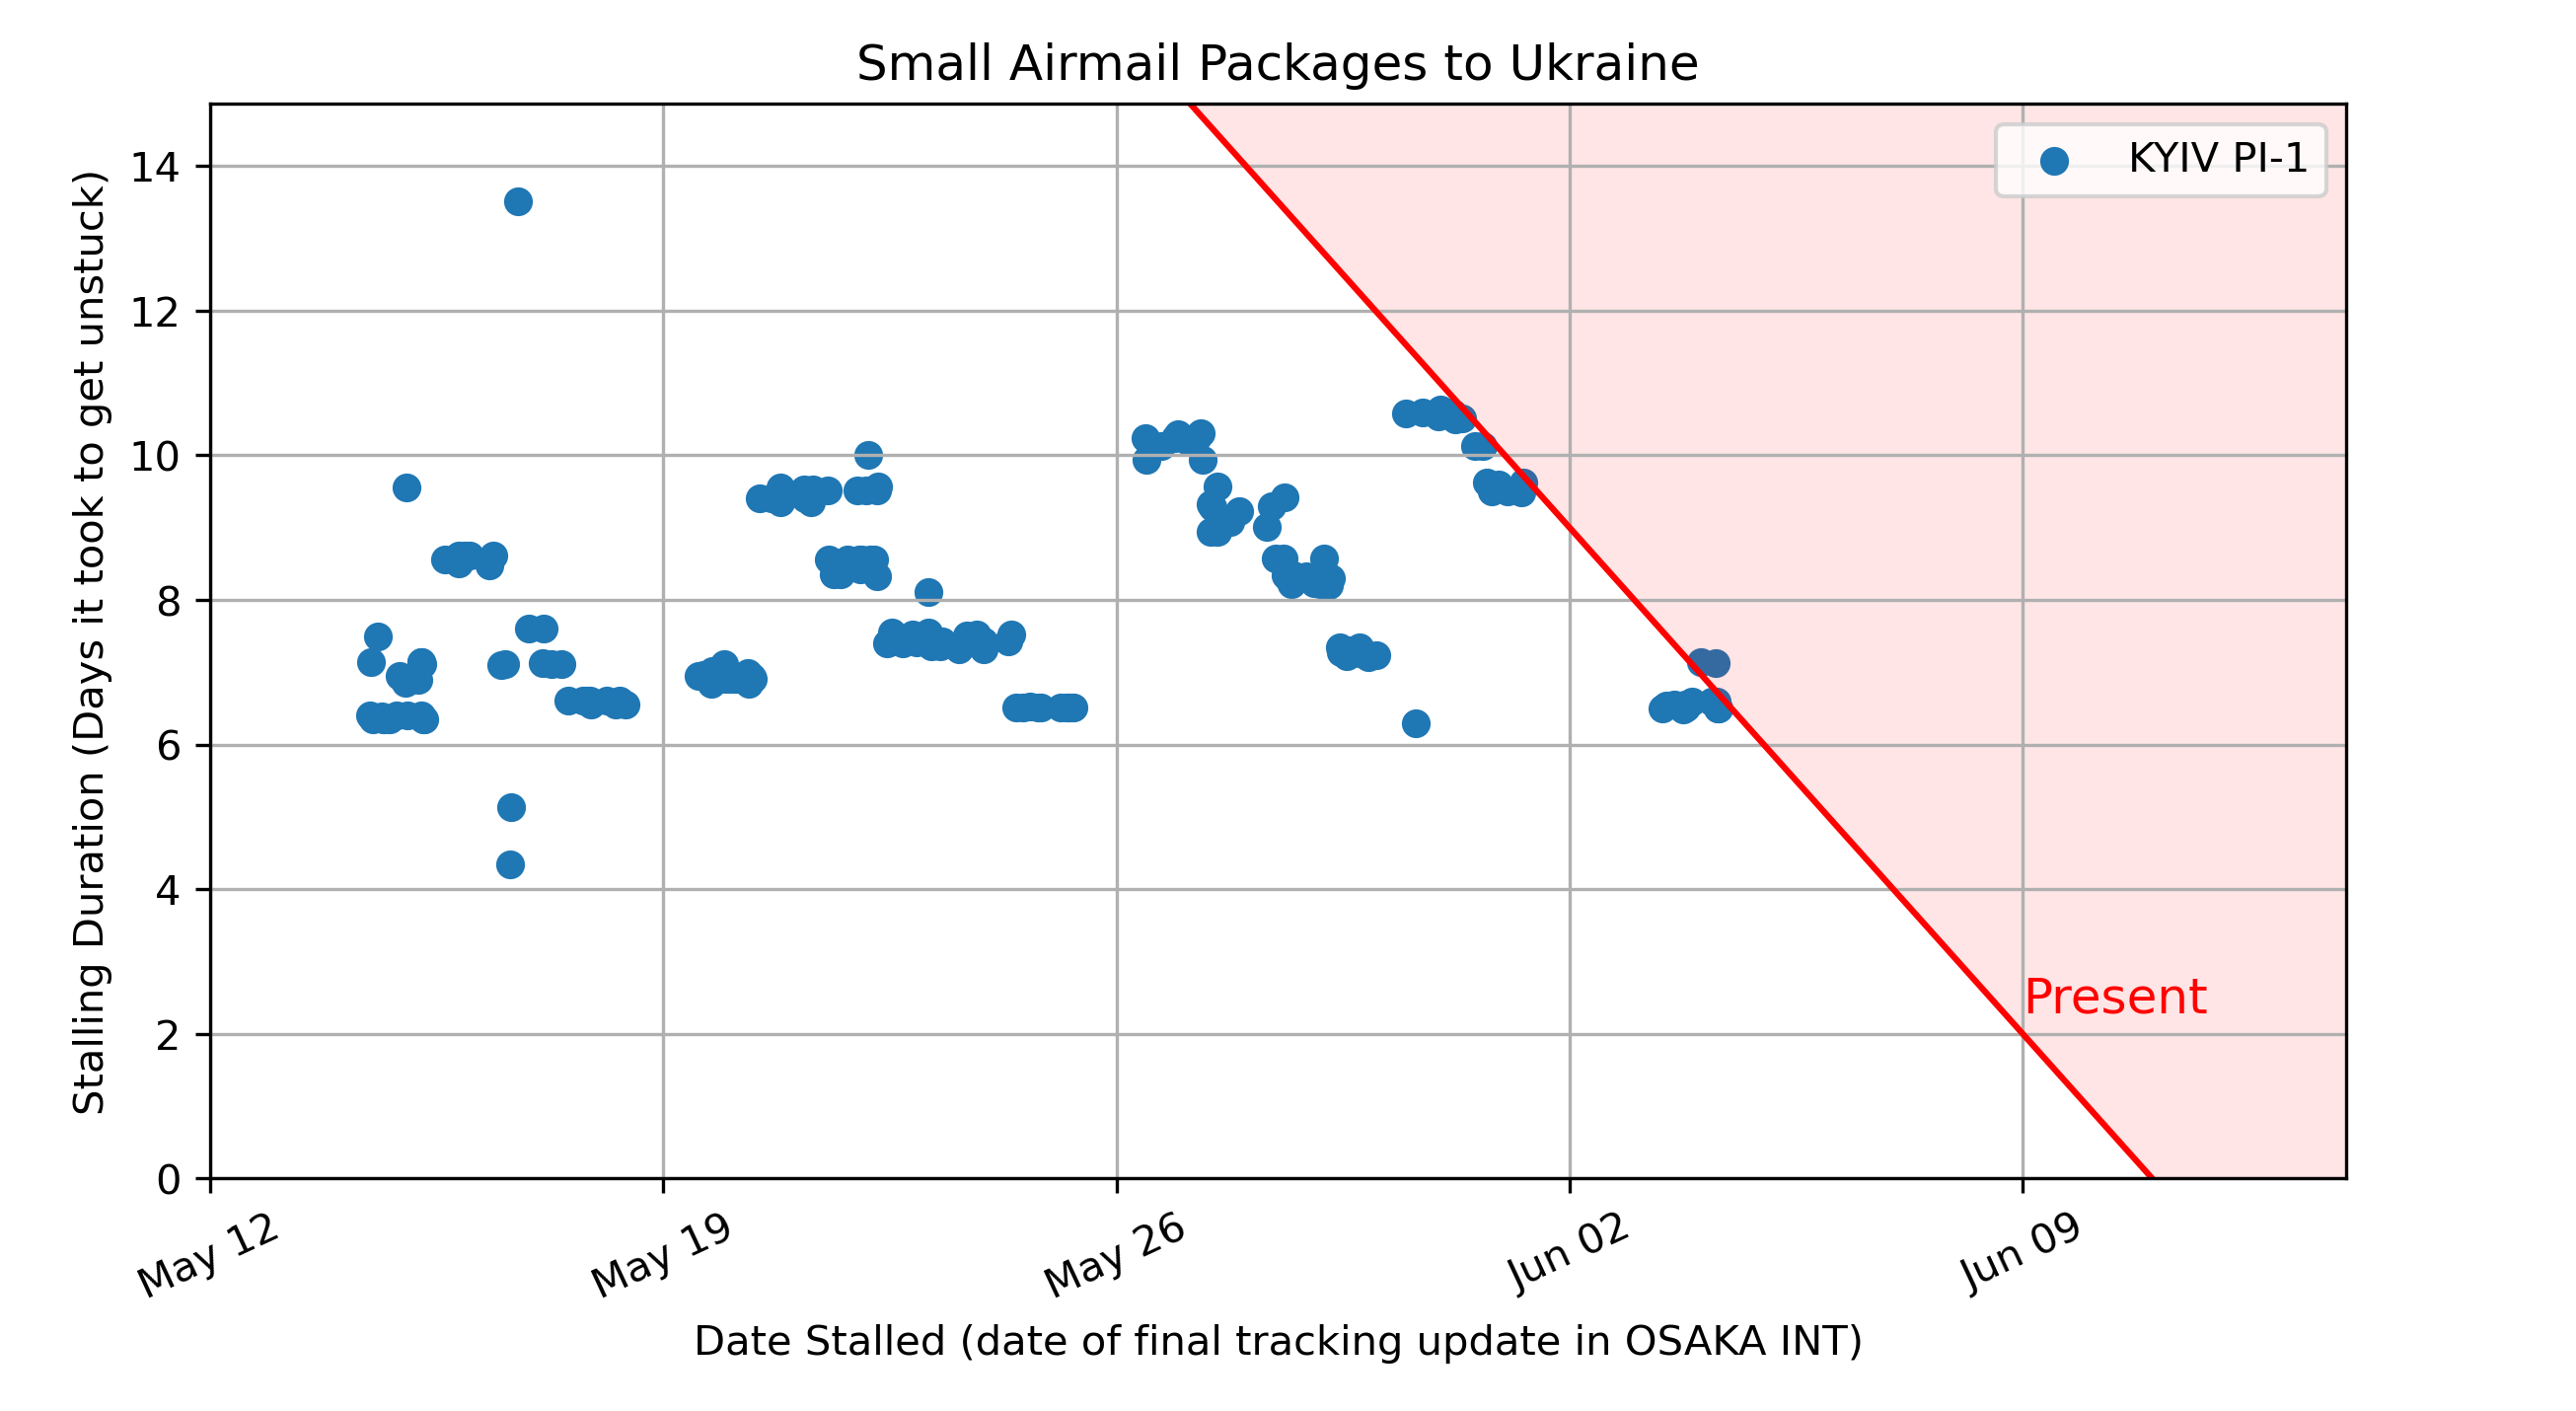 Small Airmail Packages to Ukraine
Stalling Duration (Days it took to get unstuck)
14
12
10
8
6
4
2
0
KYIV PI-1
Present
May 12
May 19
May 26
Jun 02
Jun 09
Date Stalled (date of final tracking update in OSAKA INT)